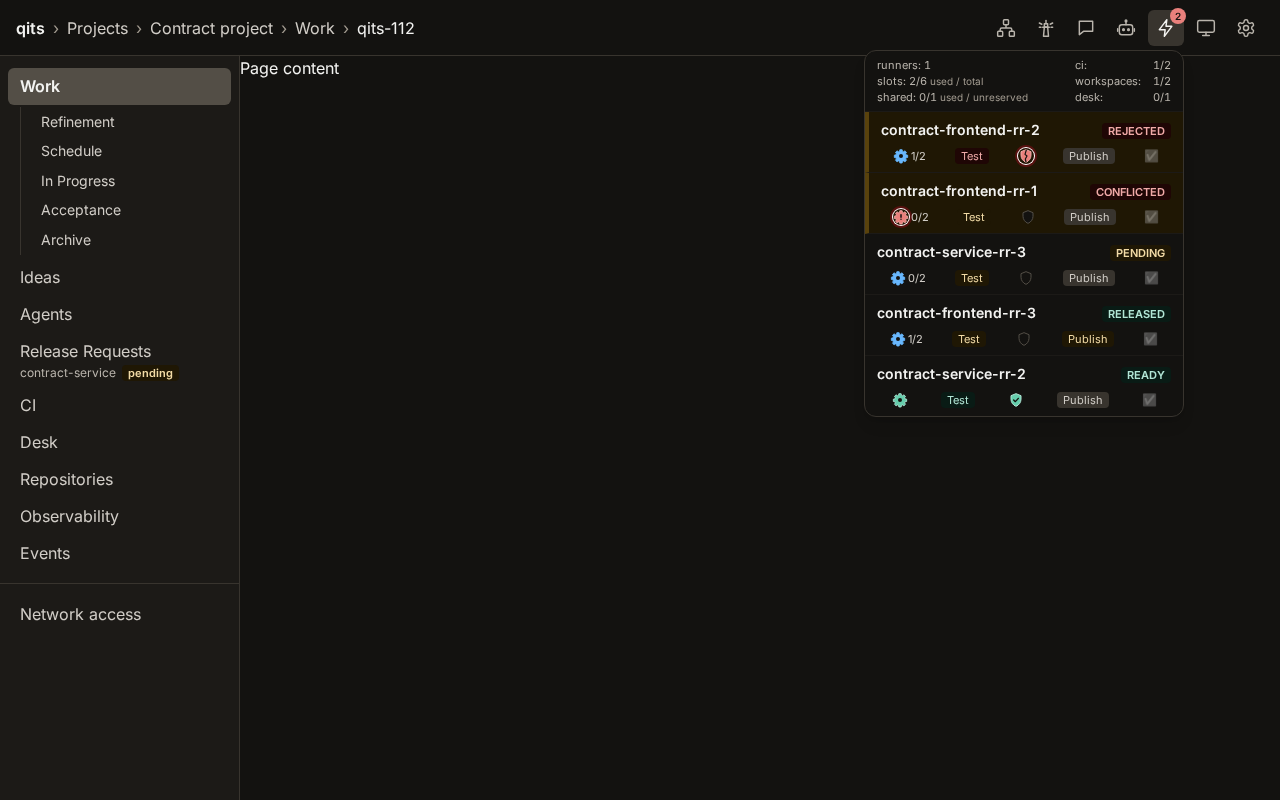 qits › Projects › Contract project › Work › qits-112
2
Work
Refinement
Schedule
In Progress
Acceptance
Archive
Ideas
Agents
Release Requests
contract-service pending
CI
Desk
Repositories
Observability
Events
Network access
Page content
runners: 1 ci: 1/2
slots: 2/6 used / total workspaces: 1/2
shared: 0/1 used / unreserved desk: 0/1
contract-frontend-rr-2 REJECTED
1/2 Test Publish
contract-frontend-rr-1 CONFLICTED
0/2 Test Publish
contract-service-rr-3 PENDING
0/2 Test Publish
contract-frontend-rr-3 RELEASED
1/2 Test Publish
contract-service-rr-2 READY
Test Publish